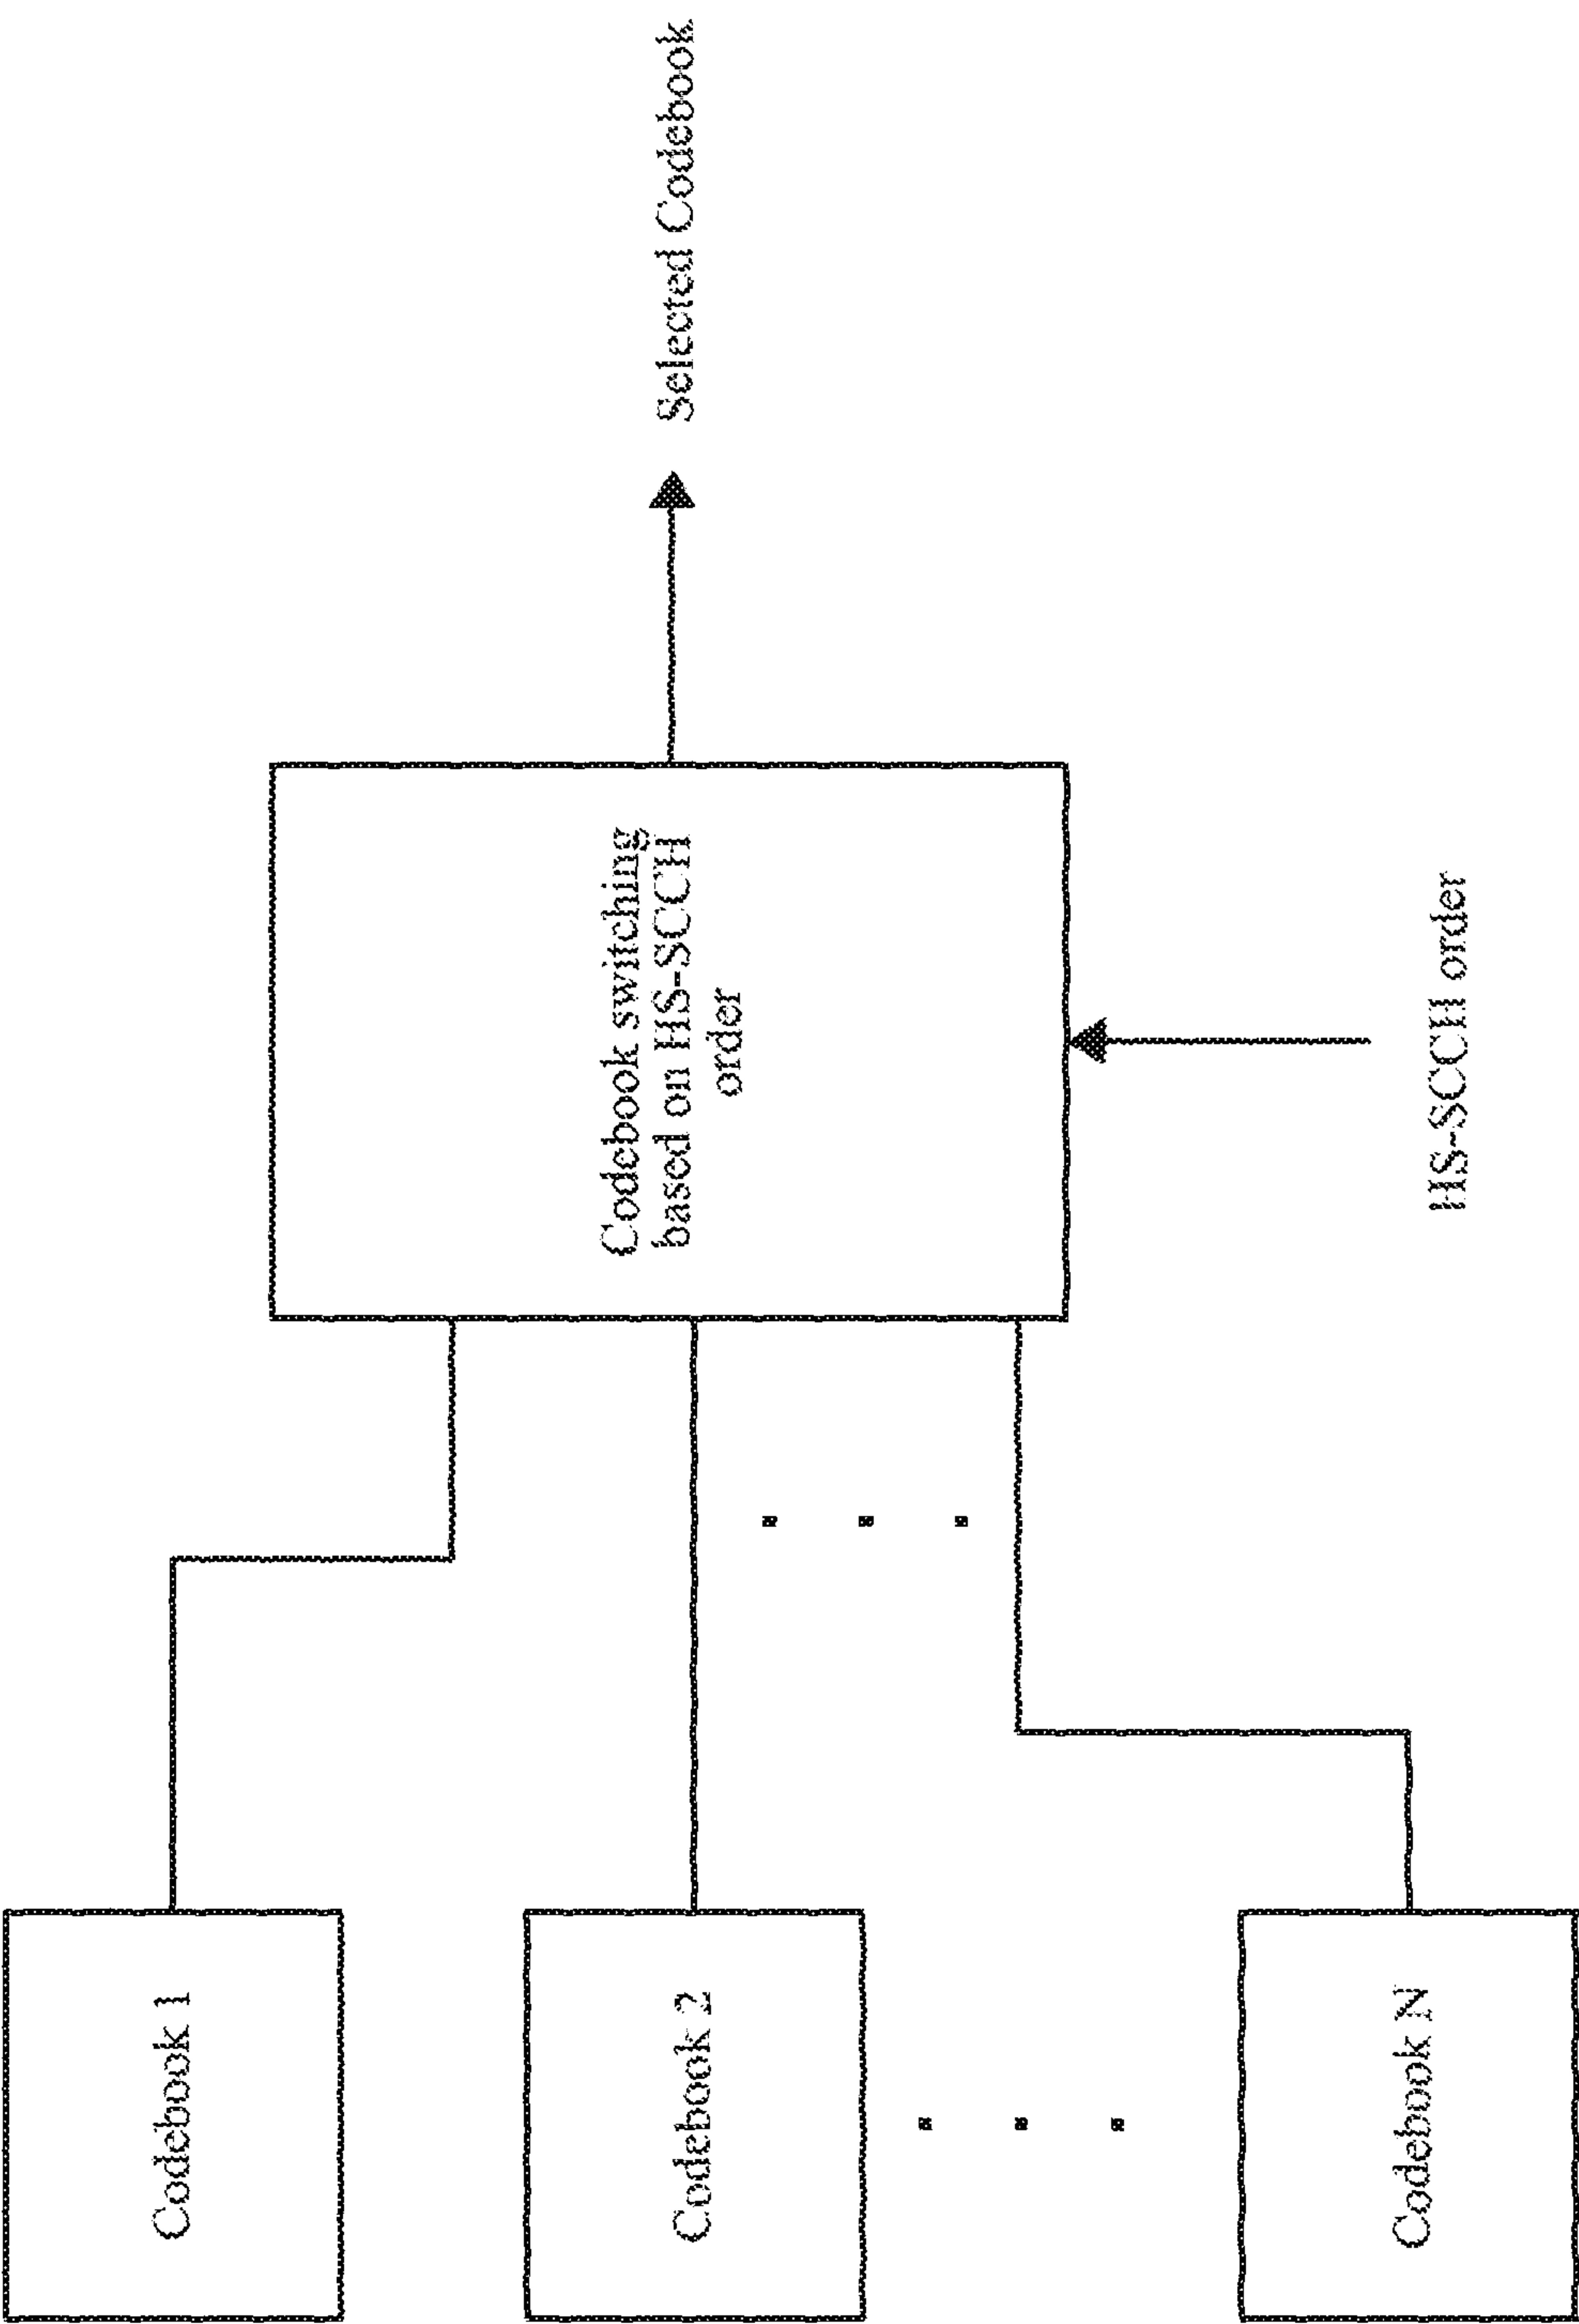 Codebook 1
Codebook 2
Codebook N
Codebook switching
based on HS-SCCH
order
HS-SCCH order
Selected Codebook